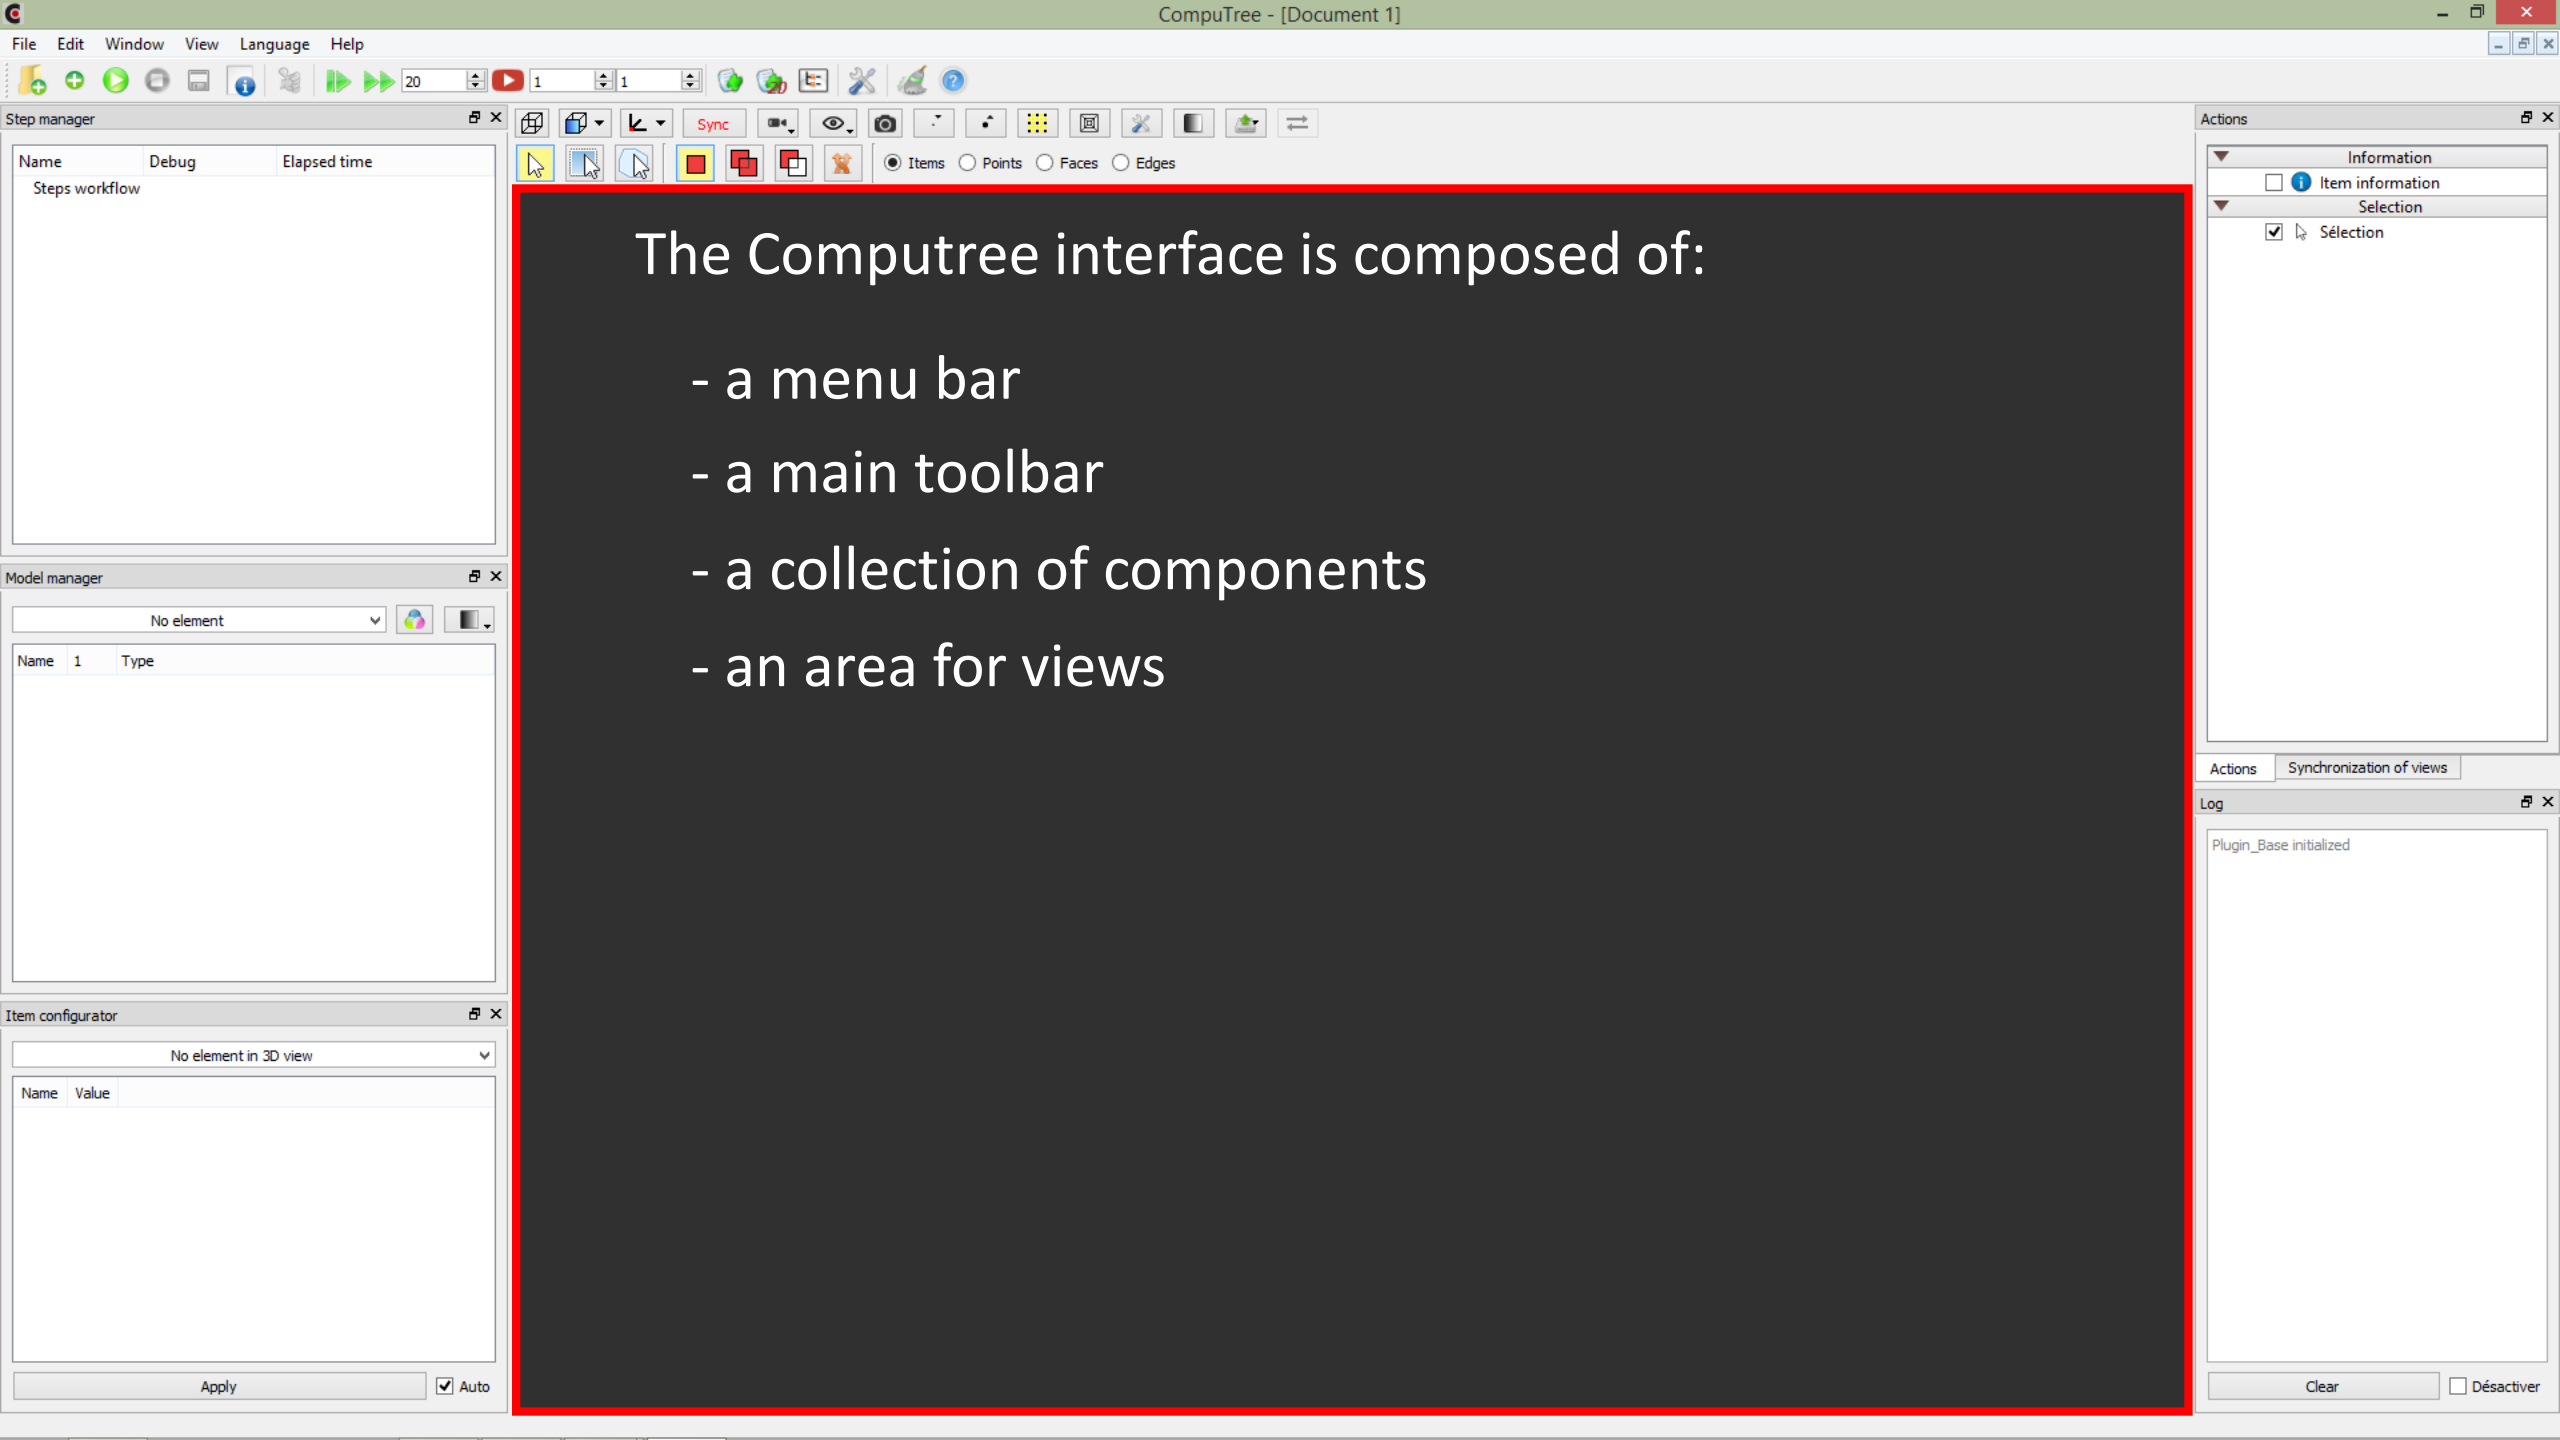 CompuTree - [Document 1]
File Edit Window View Language Help
20 1 1 2D
Step manager
Name Debug Elapsed time
Steps workflow
Sync
Items Points Faces Edges
The Computree interface is composed of:
- a menu bar
- a main toolbar
- a collection of components
- an area for views
Model manager
No element
Name 1 Type
Item configurator
No element in 3D view
Name Value
Apply Auto
Actions
Information
Item information
Selection
Sélection
Actions Synchronization of views
Log
Plugin_Base initialized
Clear Désactiver